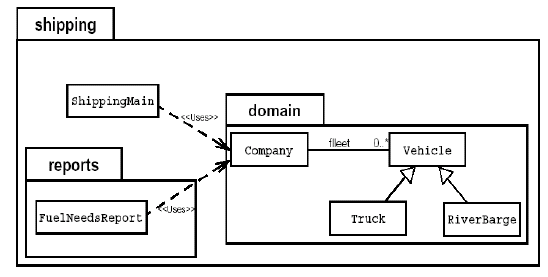 shipping
ShippingMain
<<Uses>>
domain
Company
fleet
0..*
Vehicle
reports
FuelNeedsReport
<<Uses>>
Truck
RiverBarge